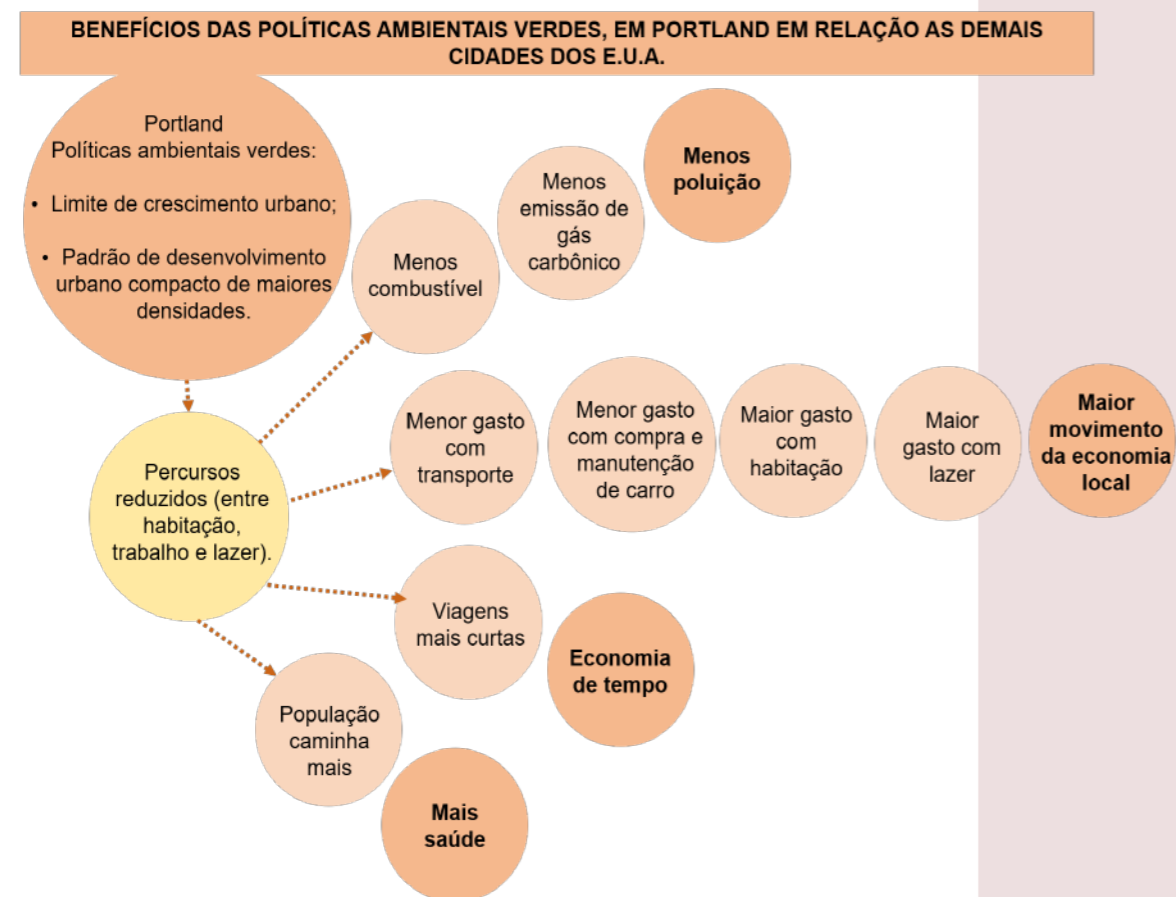 BENEFÍCIOS DAS POLÍTICAS AMBIENTAIS VERDES, EM PORTLAND EM RELAÇÃO AS DEMAIS
CIDADES DOS E.U.A.
Portland
Políticas ambientais verdes:
• Limite de crescimento urbano;
• Padrão de desenvolvimento
urbano compacto de maiores
densidades.
Menos
combustível
Menos
emissão de
gás
carbônico
Menos
poluição
Percursos
reduzidos (entre
habitação,
trabalho e lazer).
Menor gasto
com
transporte
Menor gasto
com compra e
manutenção
de carro
Maior gasto
com
habitação
Maior
gasto com
lazer
Maior
movimento
da economia
local
Viagens
mais curtas
Economia
de tempo
População
caminha
mais
Mais
saúde